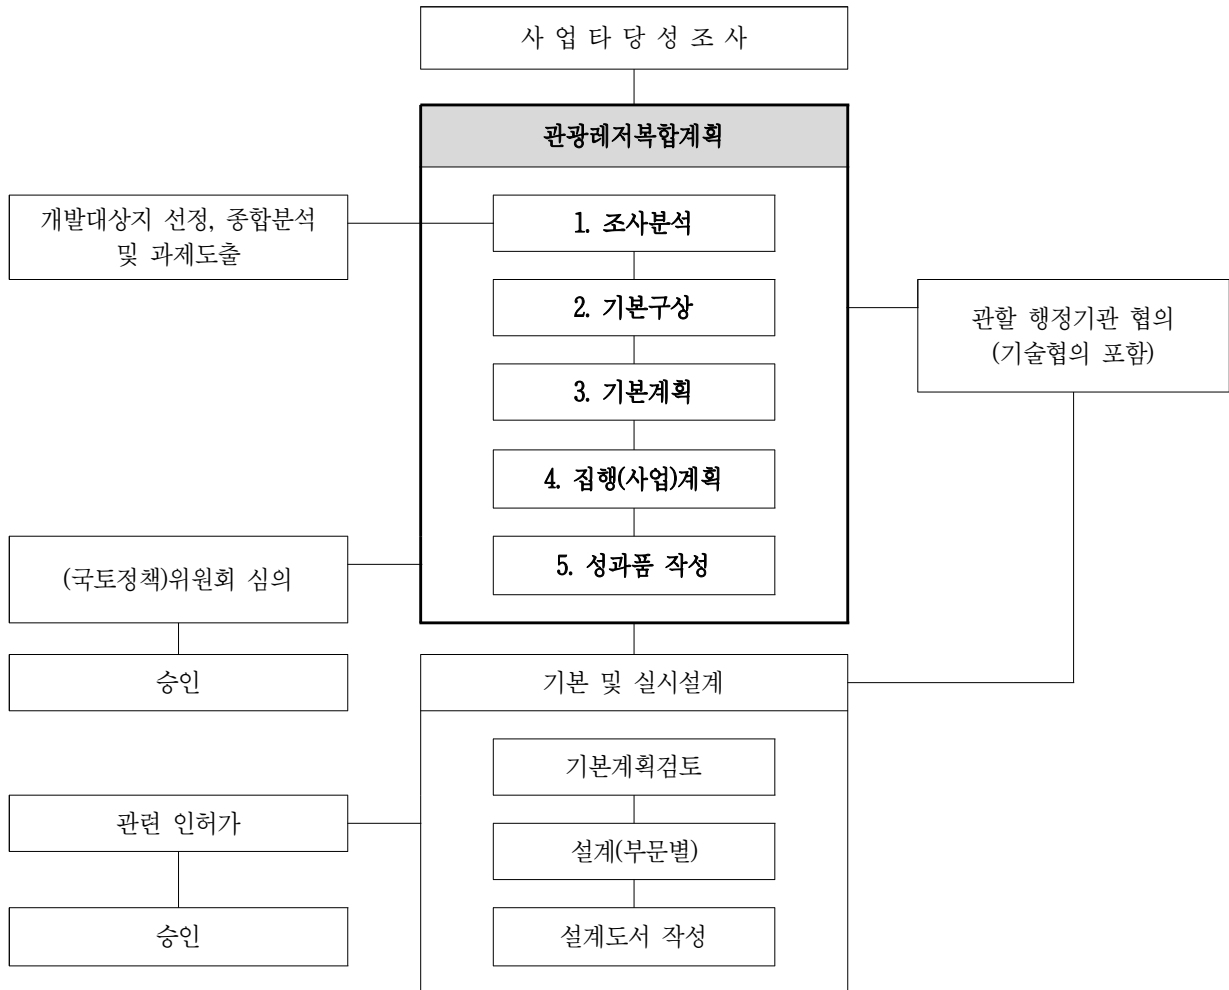 사 업 타 당 성 조 사
관광레저복합계획
개발대상지 선정, 종합분석
및 과제도출
1. 조사분석
2. 기본구상
관할 행정기관 협의
(기술협의 포함)
3. 기본계획
4. 집행(사업)계획
(국토정책)위원회 심의
5. 성과품 작성
승인
기본 및 실시설계
기본계획검토
관련 인허가
설계(부문별)
승인
설계도서 작성